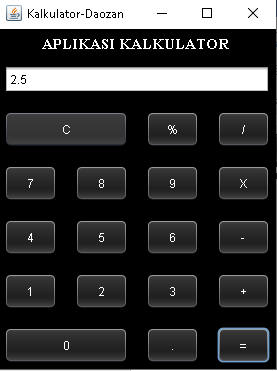 Kalkulator-Daozan
APLIKASI KALKULATOR
2.5
C % /
7 8 9 X
4 5 6 -
1 2 3 +
0 . =